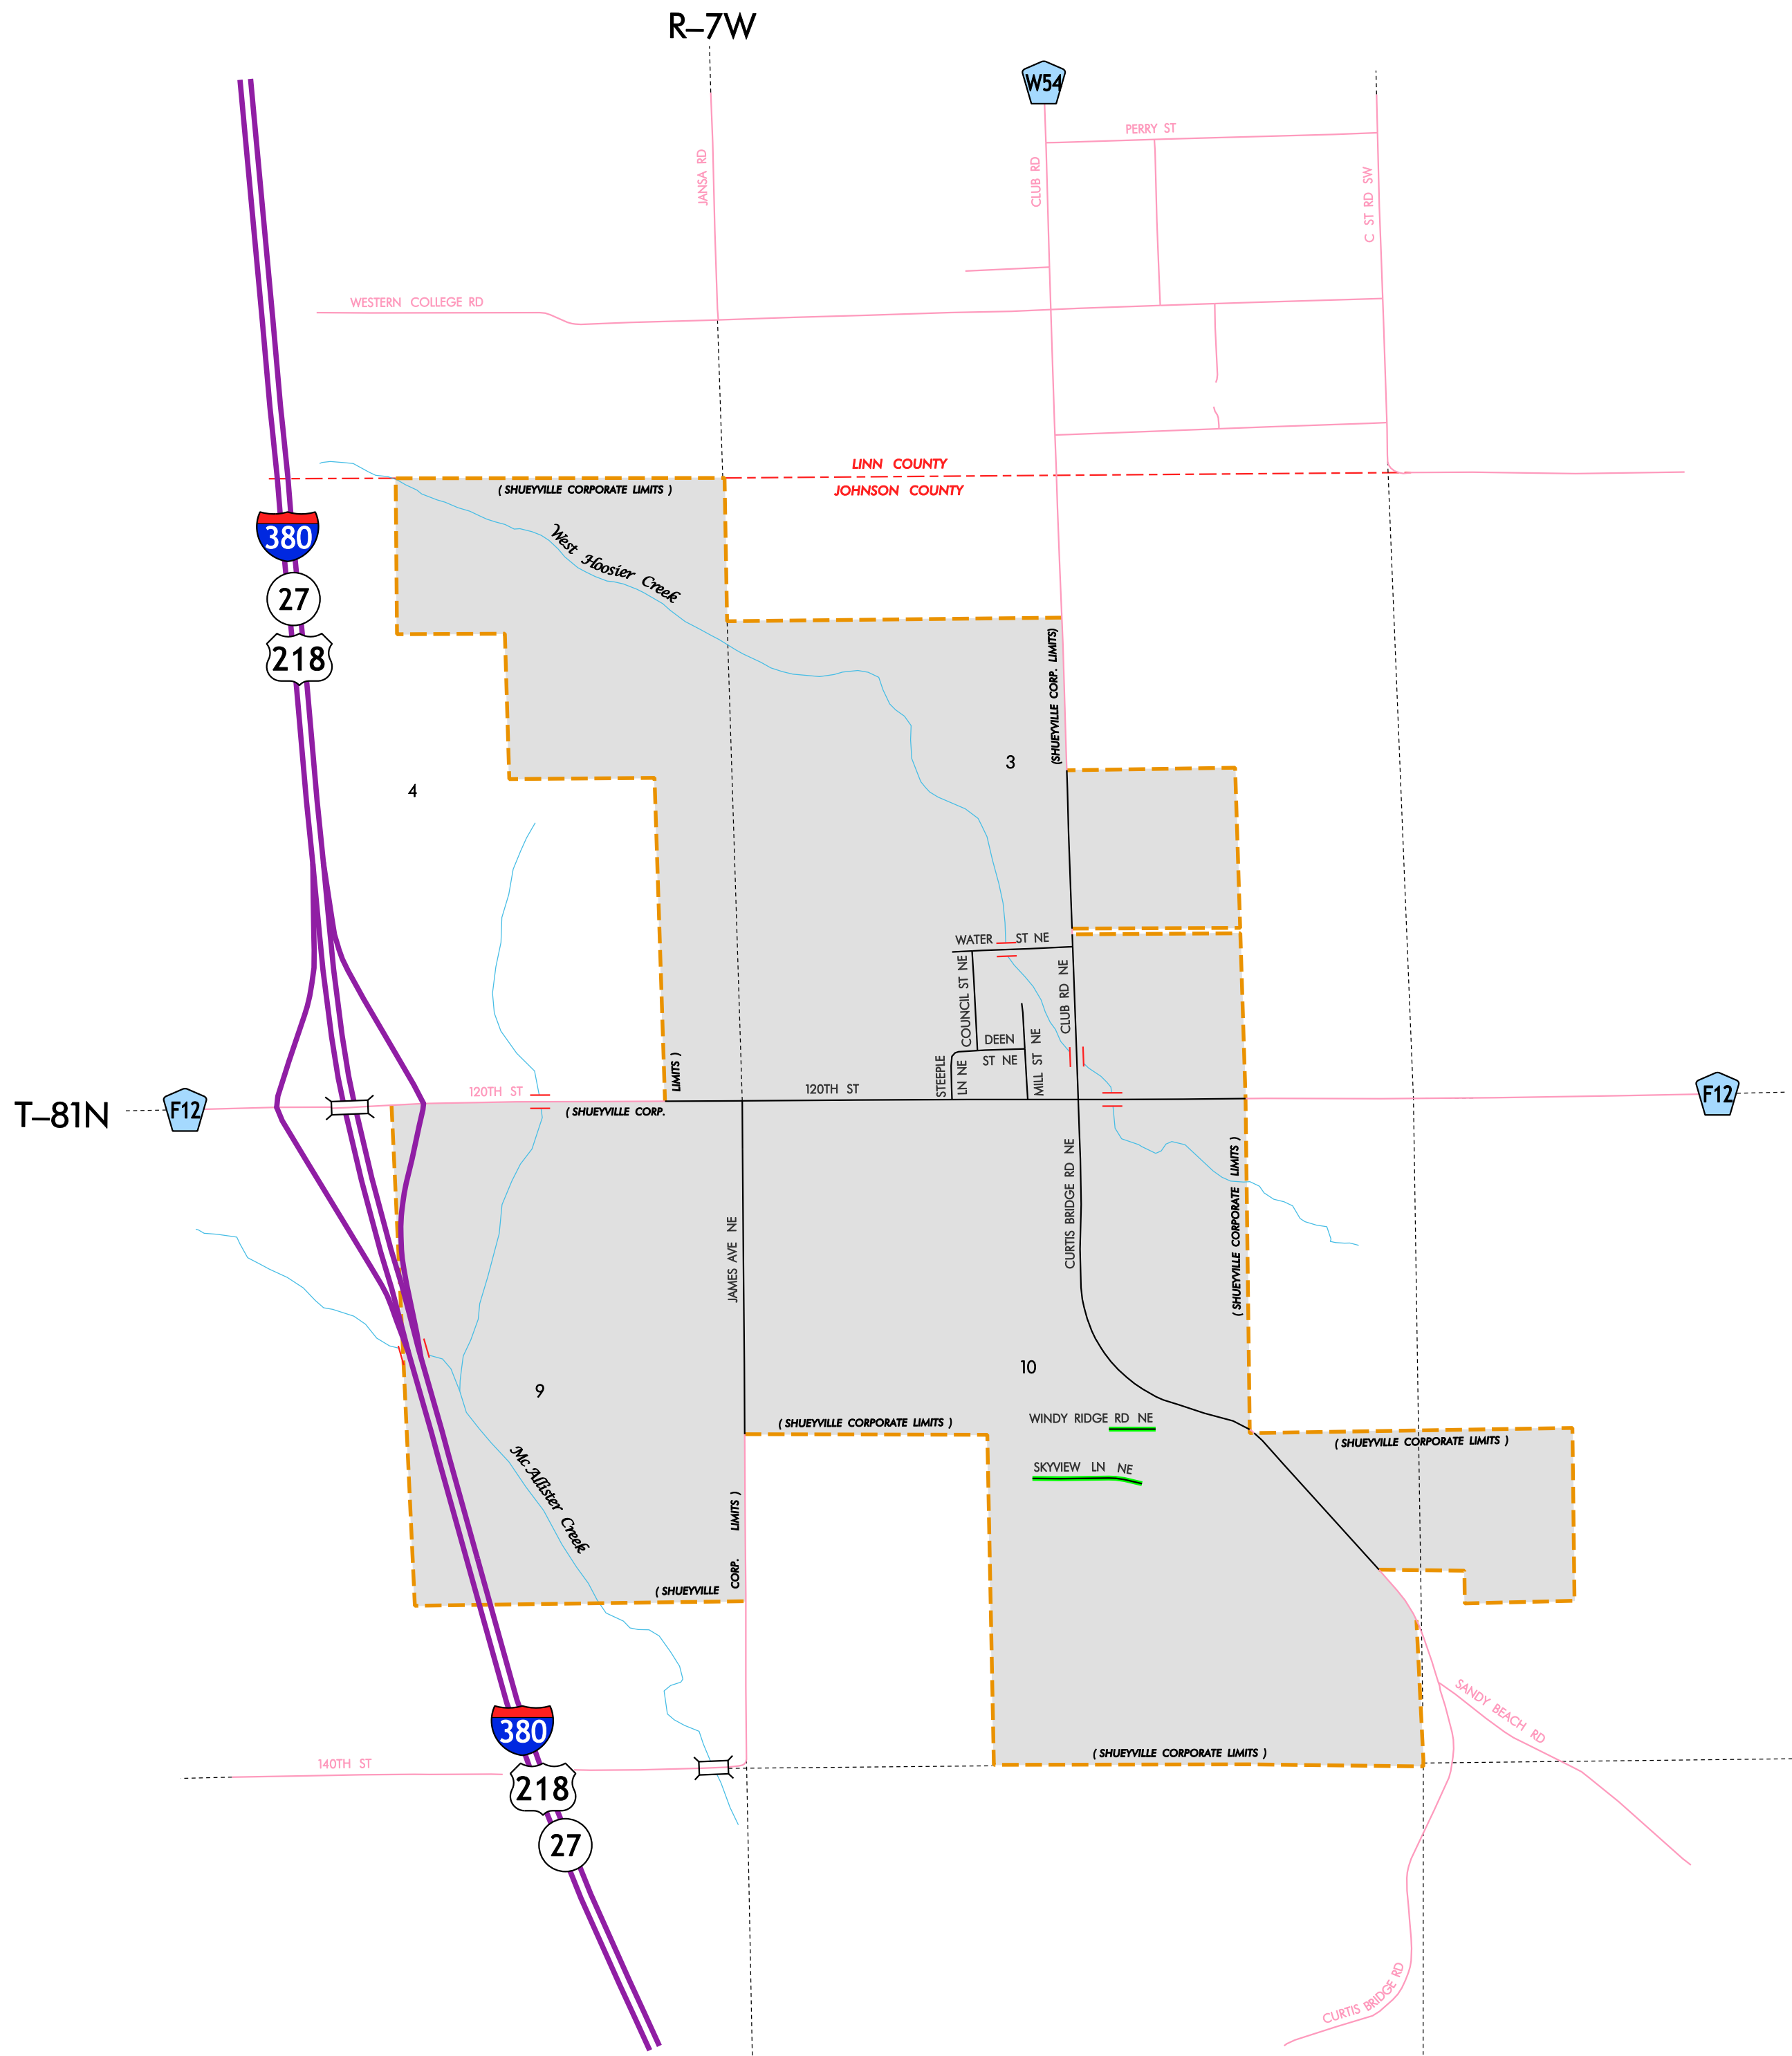 R–7W
W54
PERRY ST
JANSA RD
CLUB RD
C ST RD SW
WESTERN COLLEGE RD
LINN COUNTY
JOHNSON COUNTY
( SHUEYVILLE CORPORATE LIMITS )
West Hoosier Creek
380
27
218
(SHUEYVILLE CORP. LIMITS)
3
4
WATER ST NE
COUNCIL ST NE
CLUB RD NE
DEEN
ST NE
MILL ST NE
STEEPLE
LN NE
LIMITS )
120TH ST
120TH ST
( SHUEYVILLE CORP.
T–81N
F12
F12
CURTIS BRIDGE RD NE
( SHUEYVILLE CORPORATE LIMITS )
JAMES AVE NE
10
9
( SHUEYVILLE CORPORATE LIMITS )
WINDY RIDGE RD NE
( SHUEYVILLE CORPORATE LIMITS )
SKYVIEW LN NE
McAllister Creek
LIMITS )
CORP.
( SHUEYVILLE
SANDY BEACH RD
380
( SHUEYVILLE CORPORATE LIMITS )
140TH ST
218
27
CURTIS BRIDGE RD